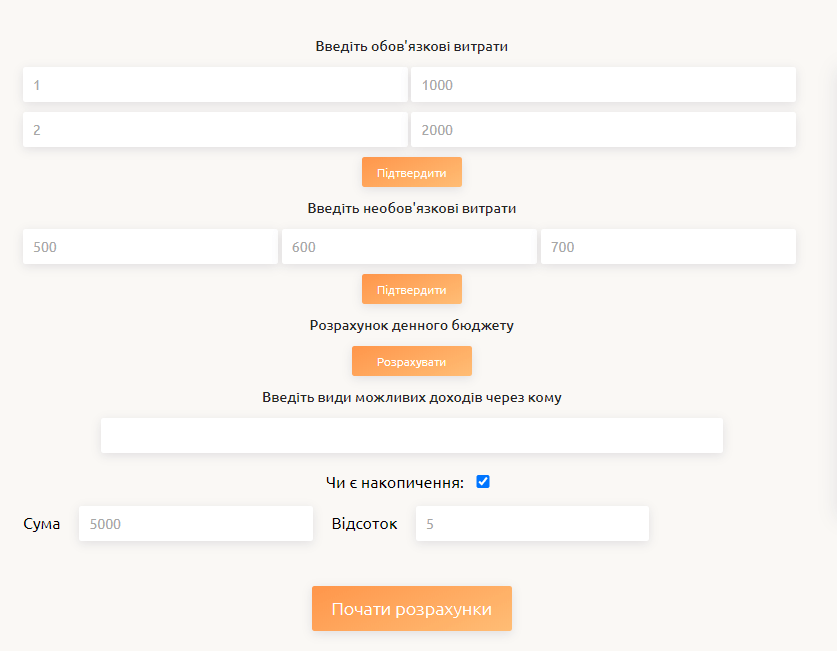 Введіть обов'язкові витрати
1 1000
2 2000
Підтвердити
Введіть необов'язкові витрати
500 600 700
Підтвердити
Розрахунок денного бюджету
Розрахувати
Введіть види можливих доходів через кому
Чи є накопичення:
Сума 5000 Відсоток 5
Почати розрахунки